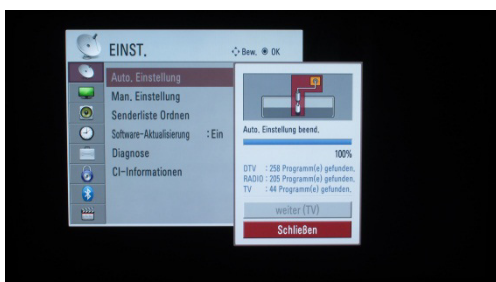 EINST.
Bew. OK
Auto. Einstellung
Man. Einstellung
Senderliste Ordnen
Software-Aktualisierung : Ein
Diagnose
CI-Informationen
Auto. Einstellung beend.
100%
DTV : 258 Programm(e) gefunden.
RADIO : 205 Programm(e) gefunden.
TV : 44 Programm(e) gefunden.
weiter (TV)
Schließen